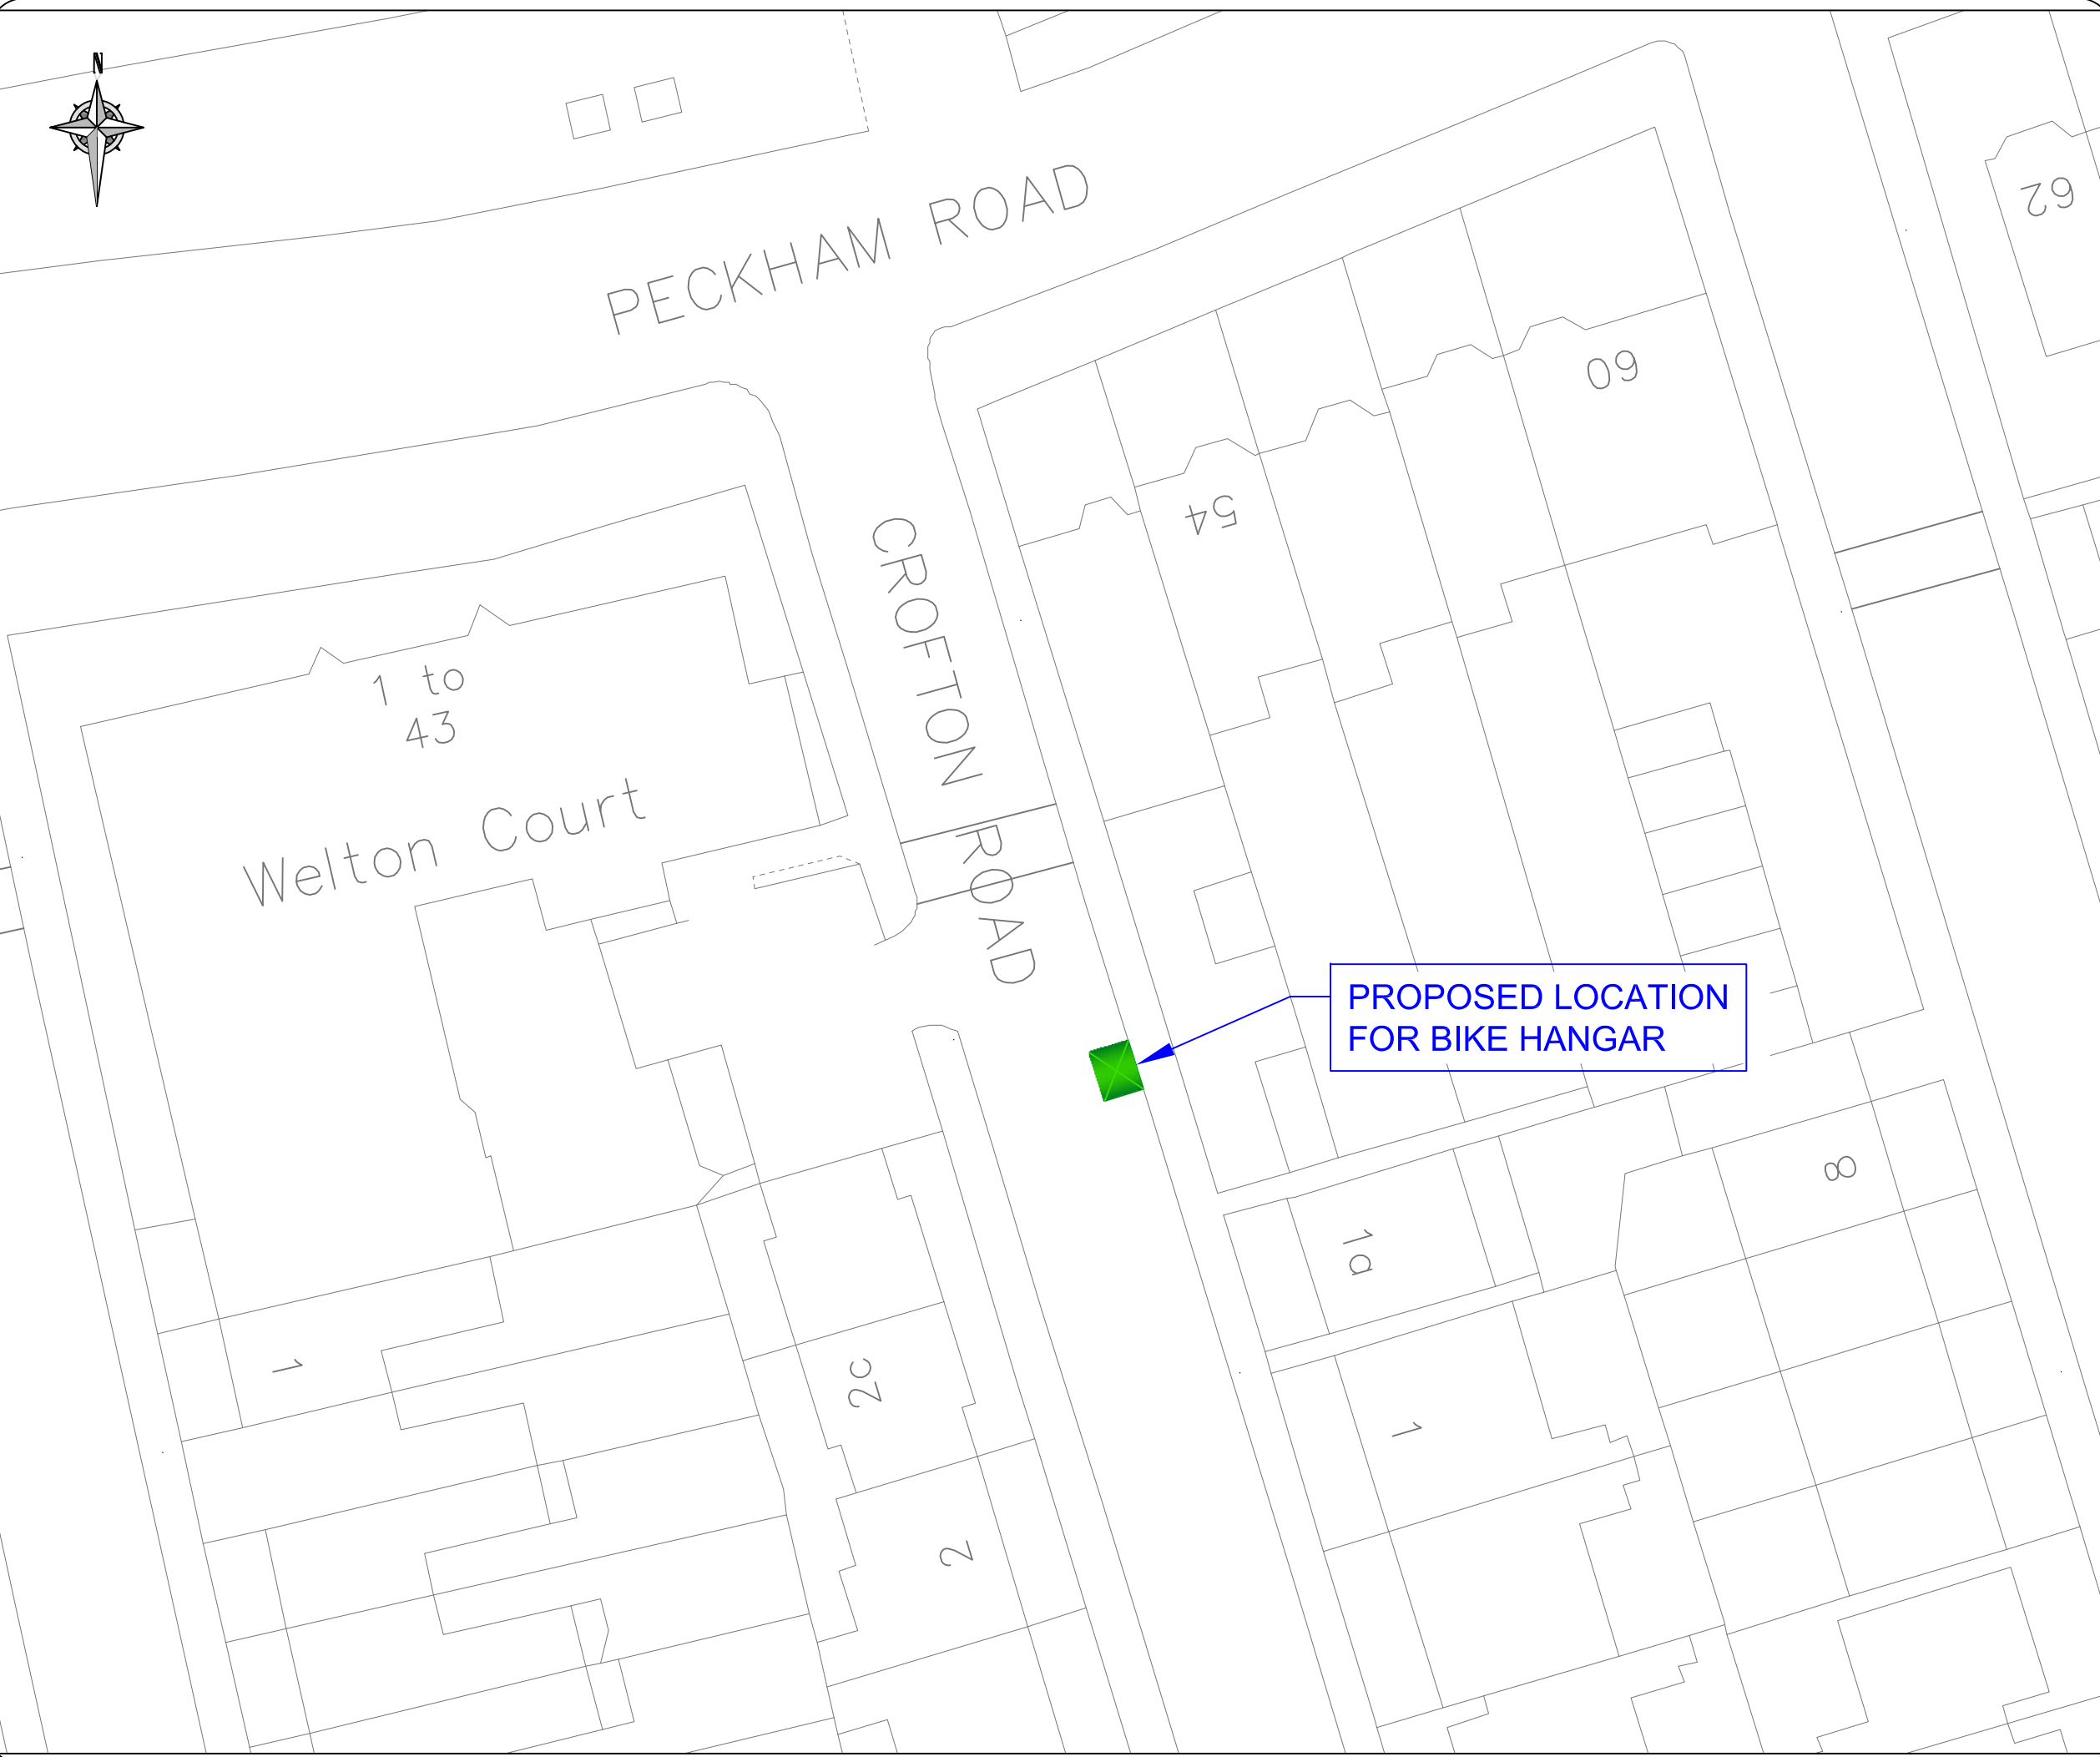 N
PECKHAM ROAD
62
60
54
CROFTON ROAD
1 to
43
Welton Court
PROPOSED LOCATION
FOR BIKE HANGAR
8
1a
1
2c
1
2